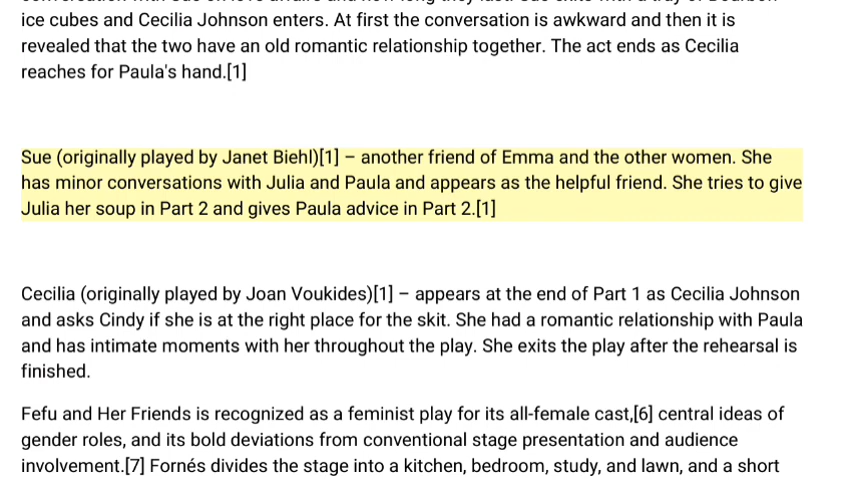 ice cubes and Cecilia Johnson enters. At first the conversation is awkward and then it is
revealed that the two have an old romantic relationship together. The act ends as Cecilia
reaches for Paula's hand.[1]
Sue (originally played by Janet Biehl)[1] – another friend of Emma and the other women. She
has minor conversations with Julia and Paula and appears as the helpful friend. She tries to give
Julia her soup in Part 2 and gives Paula advice in Part 2.[1]
Cecilia (originally played by Joan Voukides)[1] – appears at the end of Part 1 as Cecilia Johnson
and asks Cindy if she is at the right place for the skit. She had a romantic relationship with Paula
and has intimate moments with her throughout the play. She exits the play after the rehearsal is
finished.
Fefu and Her Friends is recognized as a feminist play for its all-female cast,[6] central ideas of
gender roles, and its bold deviations from conventional stage presentation and audience
involvement.[7] Fornés divides the stage into a kitchen, bedroom, study, and lawn, and a short